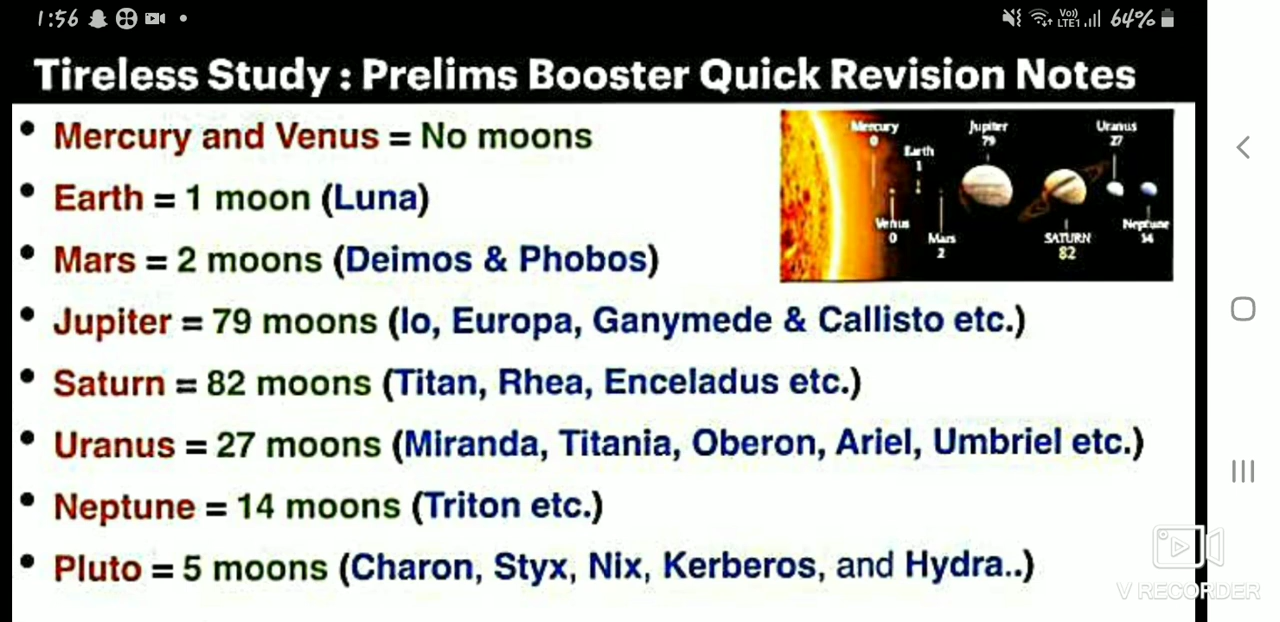 1:56
Vo))
LTE1
64%
Tireless Study : Prelims Booster Quick Revision Notes
• Mercury and Venus = No moons
• Earth = 1 moon (Luna)
• Mars = 2 moons (Deimos & Phobos)
• Jupiter = 79 moons (Io, Europa, Ganymede & Callisto etc.)
• Saturn = 82 moons (Titan, Rhea, Enceladus etc.)
• Uranus = 27 moons (Miranda, Titania, Oberon, Ariel, Umbriel etc.)
• Neptune = 14 moons (Triton etc.)
• Pluto = 5 moons (Charon, Styx, Nix, Kerberos, and Hydra..)
Mercury
0
Venus
0
Earth
1
Mars
2
Jupiter
79
SATURN
82
Uranus
27
Neptune
14
V RECORDER